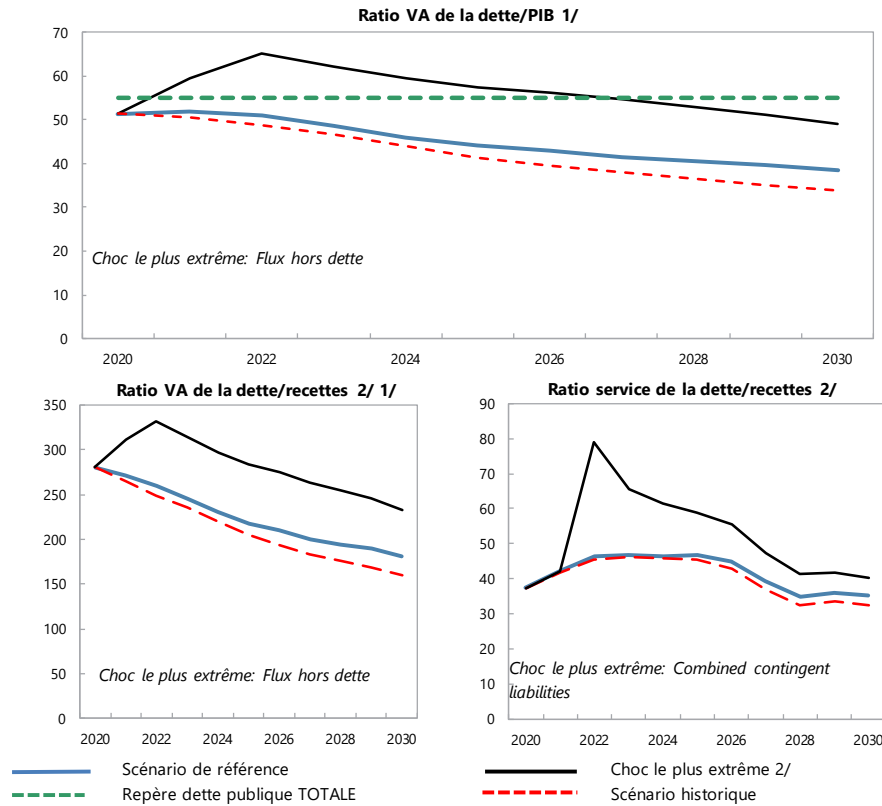 Ratio VA de la dette/PIB 1/
70
60
50
40
30
20
10
0
Choc le plus extrême: Flux hors dette
2020 2022 2024 2026 2028 2030
Ratio VA de la dette/recettes 2/ 1/
350
300
250
200
150
100
50
0
Choc le plus extrême: Flux hors dette
2020 2022 2024 2026 2028 2030
Ratio service de la dette/recettes 2/
90
80
70
60
50
40
30
20
10
0
Choc le plus extrême: Combined contingent
liabilities
2020 2022 2024 2026 2028 2030
Scénario de référence
Choc le plus extrême 2/
Repère dette publique TOTALE
Scénario historique